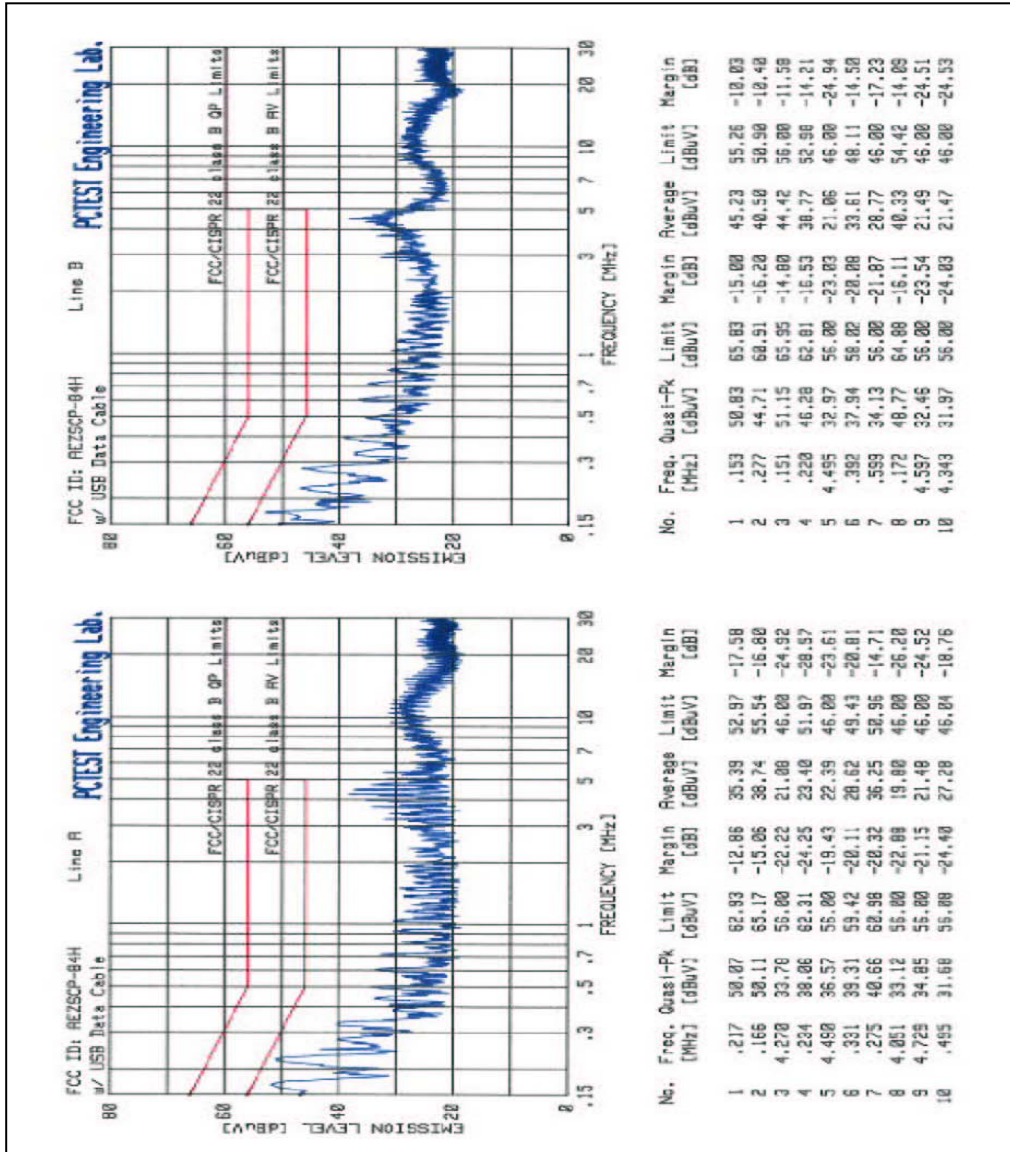 FCC ID: AEZSCP-84H Line A PCTEST Engineering Lab.
w/ USB Data Cable
80
FCC/CISPR 22 class B QP Limits
60
FCC/CISPR 22 class B AV Limits
40
20
0
EMISSION LEVEL [dBuV]
.15 .3 .5 .7 1 3 5 7 10 20 30
FREQUENCY [MHz]
No. Freq. Quasi-Pk Limit Margin Average Limit Margin
[MHz] [dBuV] [dBuV] [dB] [dBuV] [dBuV] [dB]
1 .217 50.07 62.93 -12.86 35.39 52.97 -17.58
2 .166 50.11 65.17 -15.06 38.74 55.54 -16.80
3 4.270 33.78 56.00 -22.22 21.08 46.00 -24.92
4 .234 38.06 62.31 -24.25 23.40 51.97 -28.57
5 4.490 36.57 56.00 -19.43 22.39 46.00 -23.61
6 .331 39.31 59.42 -20.11 28.62 49.43 -20.81
7 .275 40.66 60.98 -20.32 36.25 50.96 -14.71
8 4.051 33.12 56.00 -22.88 19.80 46.00 -26.20
9 4.729 34.85 56.00 -21.15 21.48 46.00 -24.52
10 .495 31.68 56.08 -24.40 27.28 46.04 -18.76
FCC ID: AEZSCP-84H Line B PCTEST Engineering Lab.
w/ USB Data Cable
80
FCC/CISPR 22 class B QP Limits
60
FCC/CISPR 22 class B AV Limits
40
20
0
EMISSION LEVEL [dBuV]
.15 .3 .5 .7 1 3 5 7 10 20 30
FREQUENCY [MHz]
No. Freq. Quasi-Pk Limit Margin Average Limit Margin
[MHz] [dBuV] [dBuV] [dB] [dBuV] [dBuV] [dB]
1 .153 50.83 65.83 -15.00 45.23 55.26 -10.03
2 .277 44.71 60.91 -16.20 40.50 50.90 -10.40
3 .151 51.15 65.95 -14.80 44.42 56.00 -11.58
4 .220 46.28 62.81 -16.53 38.77 52.98 -14.21
5 4.495 32.97 56.00 -23.03 21.06 46.00 -24.94
6 .392 37.94 58.02 -20.08 33.61 48.11 -14.50
7 .599 34.13 56.00 -21.87 28.77 46.00 -17.23
8 .172 48.77 64.88 -16.11 40.33 54.42 -14.09
9 4.597 32.46 56.00 -23.54 21.49 46.00 -24.51
10 4.343 31.97 56.00 -24.03 21.47 46.00 -24.53